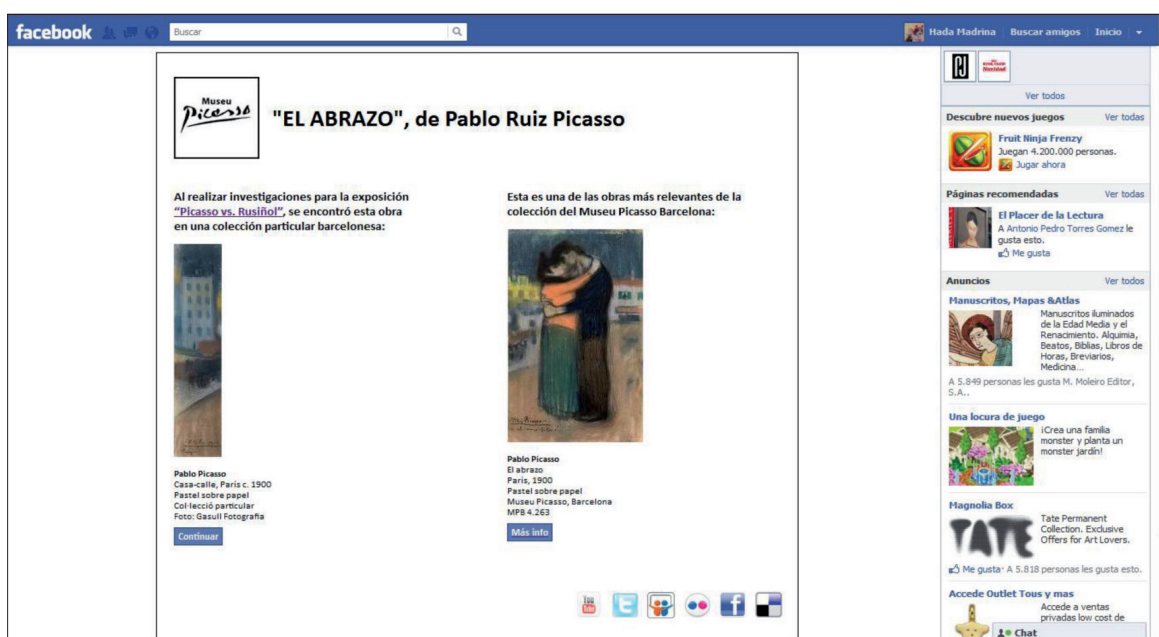 facebook
Buscar
Hada Madrina
Buscar amigos
Inicio
Museu
Picasso
"EL ABRAZO", de Pablo Ruiz Picasso
Al realizar investigaciones para la exposición
"Picasso vs. Rusiñol", se encontró esta obra
en una colección particular barcelonesa:
Pablo Picasso
Casa-calle, Paris c. 1900
Pastel sobre papel
Col·lecció particular
Foto: Gasull Fotografia
Continuar
Esta es una de las obras más relevantes de la
colección del Museu Picasso Barcelona:
Pablo Picasso
El abrazo
Paris, 1900
Pastel sobre papel
Museu Picasso, Barcelona
MPB 4.263
Más info
You
Tube
Navidad
Ver todos
Descubre nuevos juegos
Ver todas
Fruit Ninja Frenzy
Juegan 4.200.000 personas.
Jugar ahora
Páginas recomendadas
Ver todas
El Placer de la Lectura
A Antonio Pedro Torres Gomez le
gusta esto.
Me gusta
Anuncios
Ver todos
Manuscritos, Mapas &Atlas
Manuscritos iluminados
de la Edad Media y el
Renacimiento. Alquimia,
Beatos, Biblias, Libros de
Horas, Breviarios,
Medicina...
A 5.849 personas les gusta M. Moleiro Editor,
S.A..
Una locura de juego
¡Crea una familia
monster y planta un
monster jardín!
Magnolia Box
TATE
Tate Permanent
Collection. Exclusive
Offers for Art Lovers.
Me gusta· A 5.818 personas les gusta esto.
Accede Outlet Tous y mas
Accede a ventas
privadas low cost de
Chat